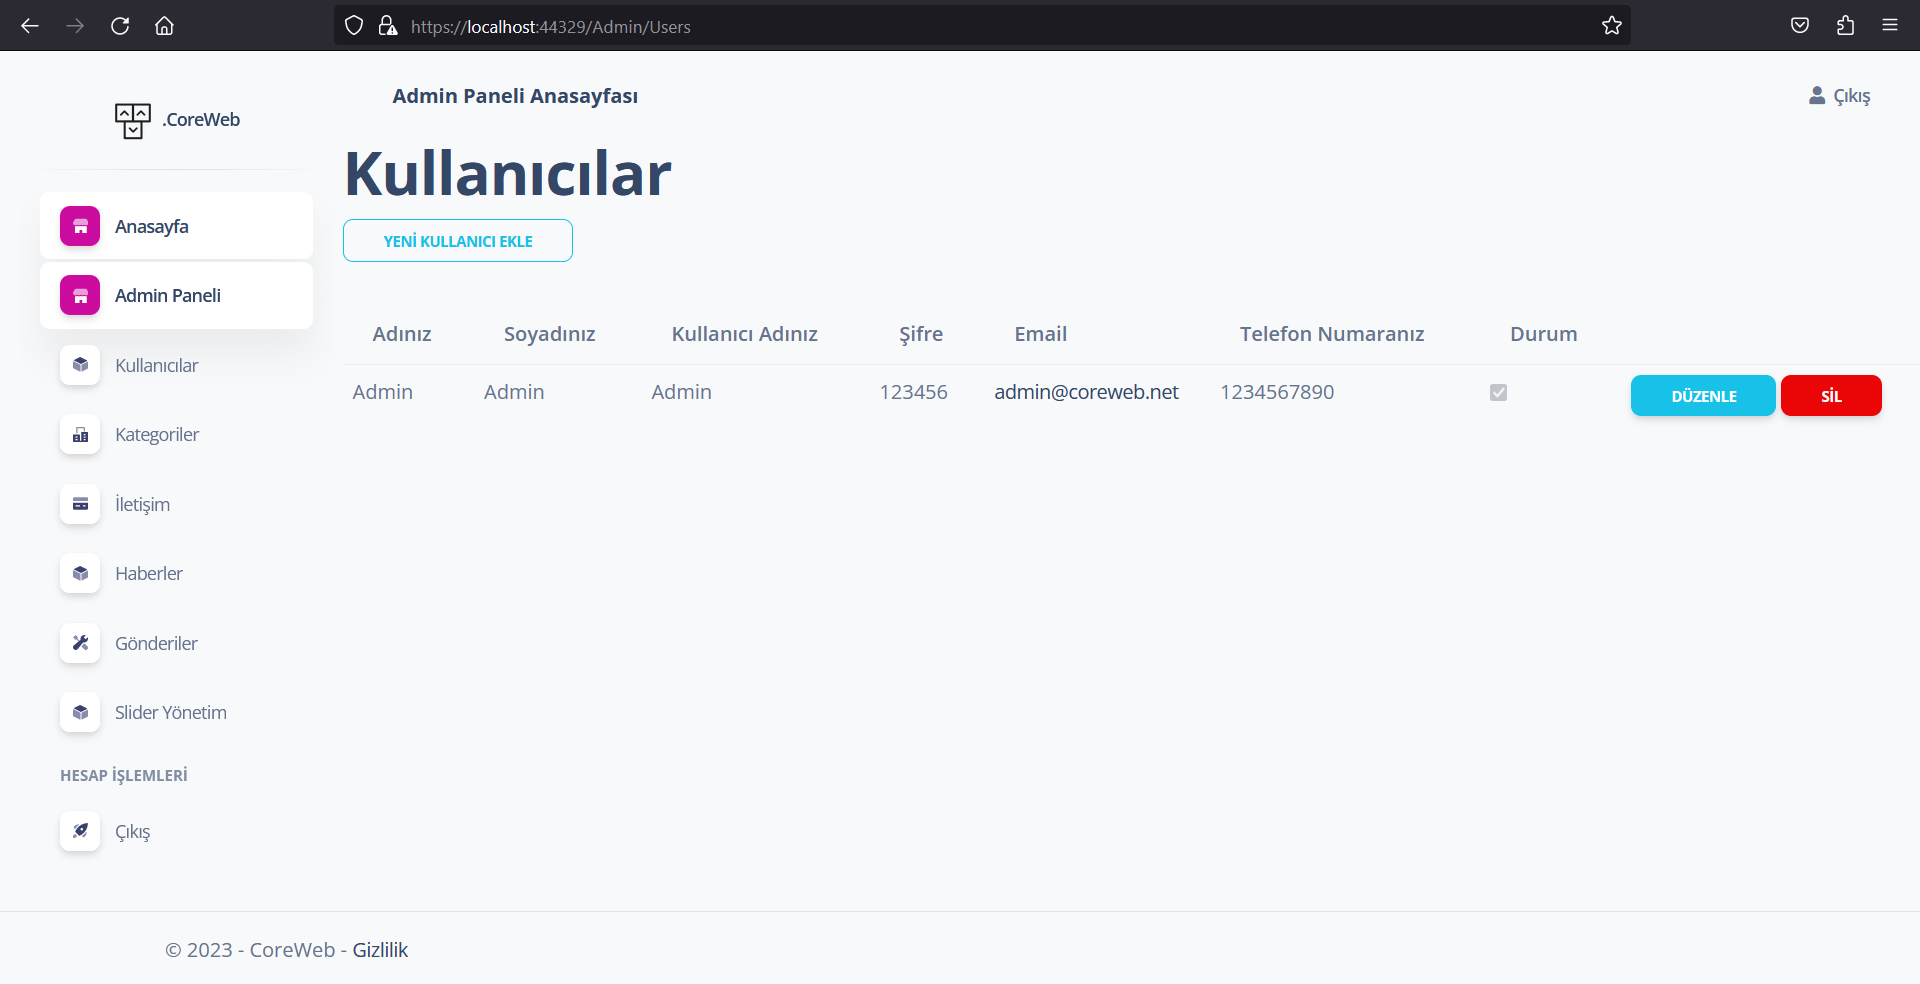 https://localhost:44329/Admin/Users
.CoreWeb
Admin Paneli Anasayfası
Çıkış
Anasayfa
Admin Paneli
Kullanıcılar
Kategoriler
İletişim
Haberler
Gönderiler
Slider Yönetim
HESAP İŞLEMLERİ
Çıkış
Kullanıcılar
YENİ KULLANICI EKLE
Adınız Soyadınız Kullanıcı Adınız Şifre Email Telefon Numaranız Durum
Admin Admin Admin 123456 admin@coreweb.net 1234567890 DÜZENLE SİL
© 2023 - CoreWeb - Gizlilik